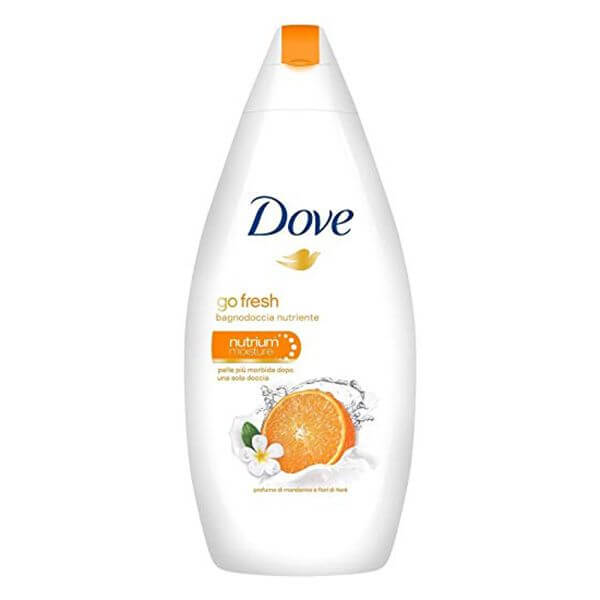 Dove
go fresh
bagnodoccia nutriente
nutrium
moisture
pelle più morbida dopo
una sola doccia
profumo di mandarino e fiori di tiaré